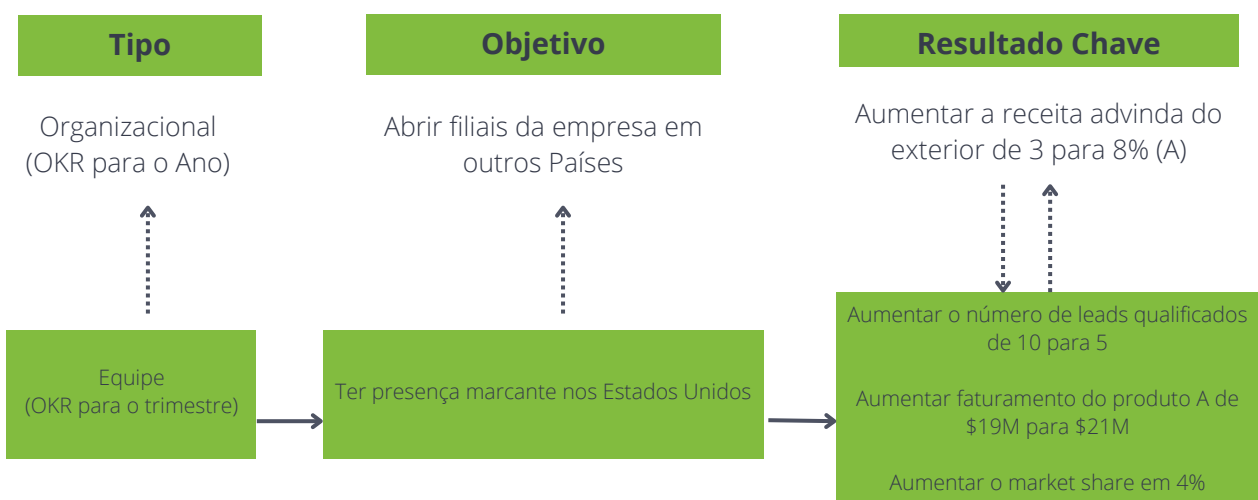 Tipo
Objetivo
Resultado Chave
Organizacional
(OKR para o Ano)
Abrir filiais da empresa em
outros Países
Aumentar a receita advinda do
exterior de 3 para 8% (A)
Equipe
(OKR para o trimestre)
Ter presença marcante nos Estados Unidos
Aumentar o número de leads qualificados
de 10 para 5
Aumentar faturamento do produto A de
$19M para $21M
Aumentar o market share em 4%